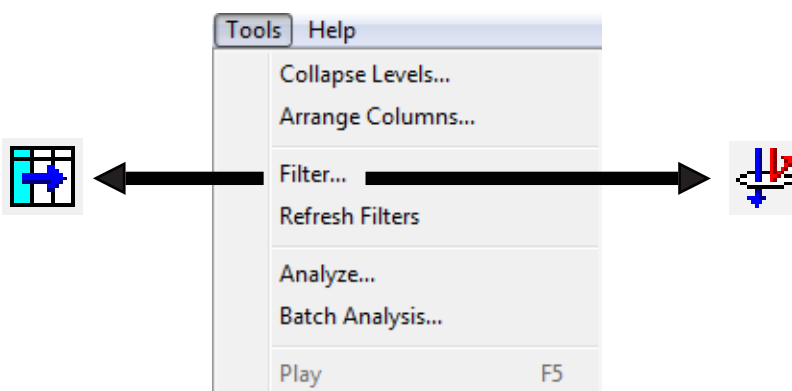 Tools Help
Collapse Levels...
Arrange Columns...
Filter...
Refresh Filters
Analyze...
Batch Analysis...
Play F5